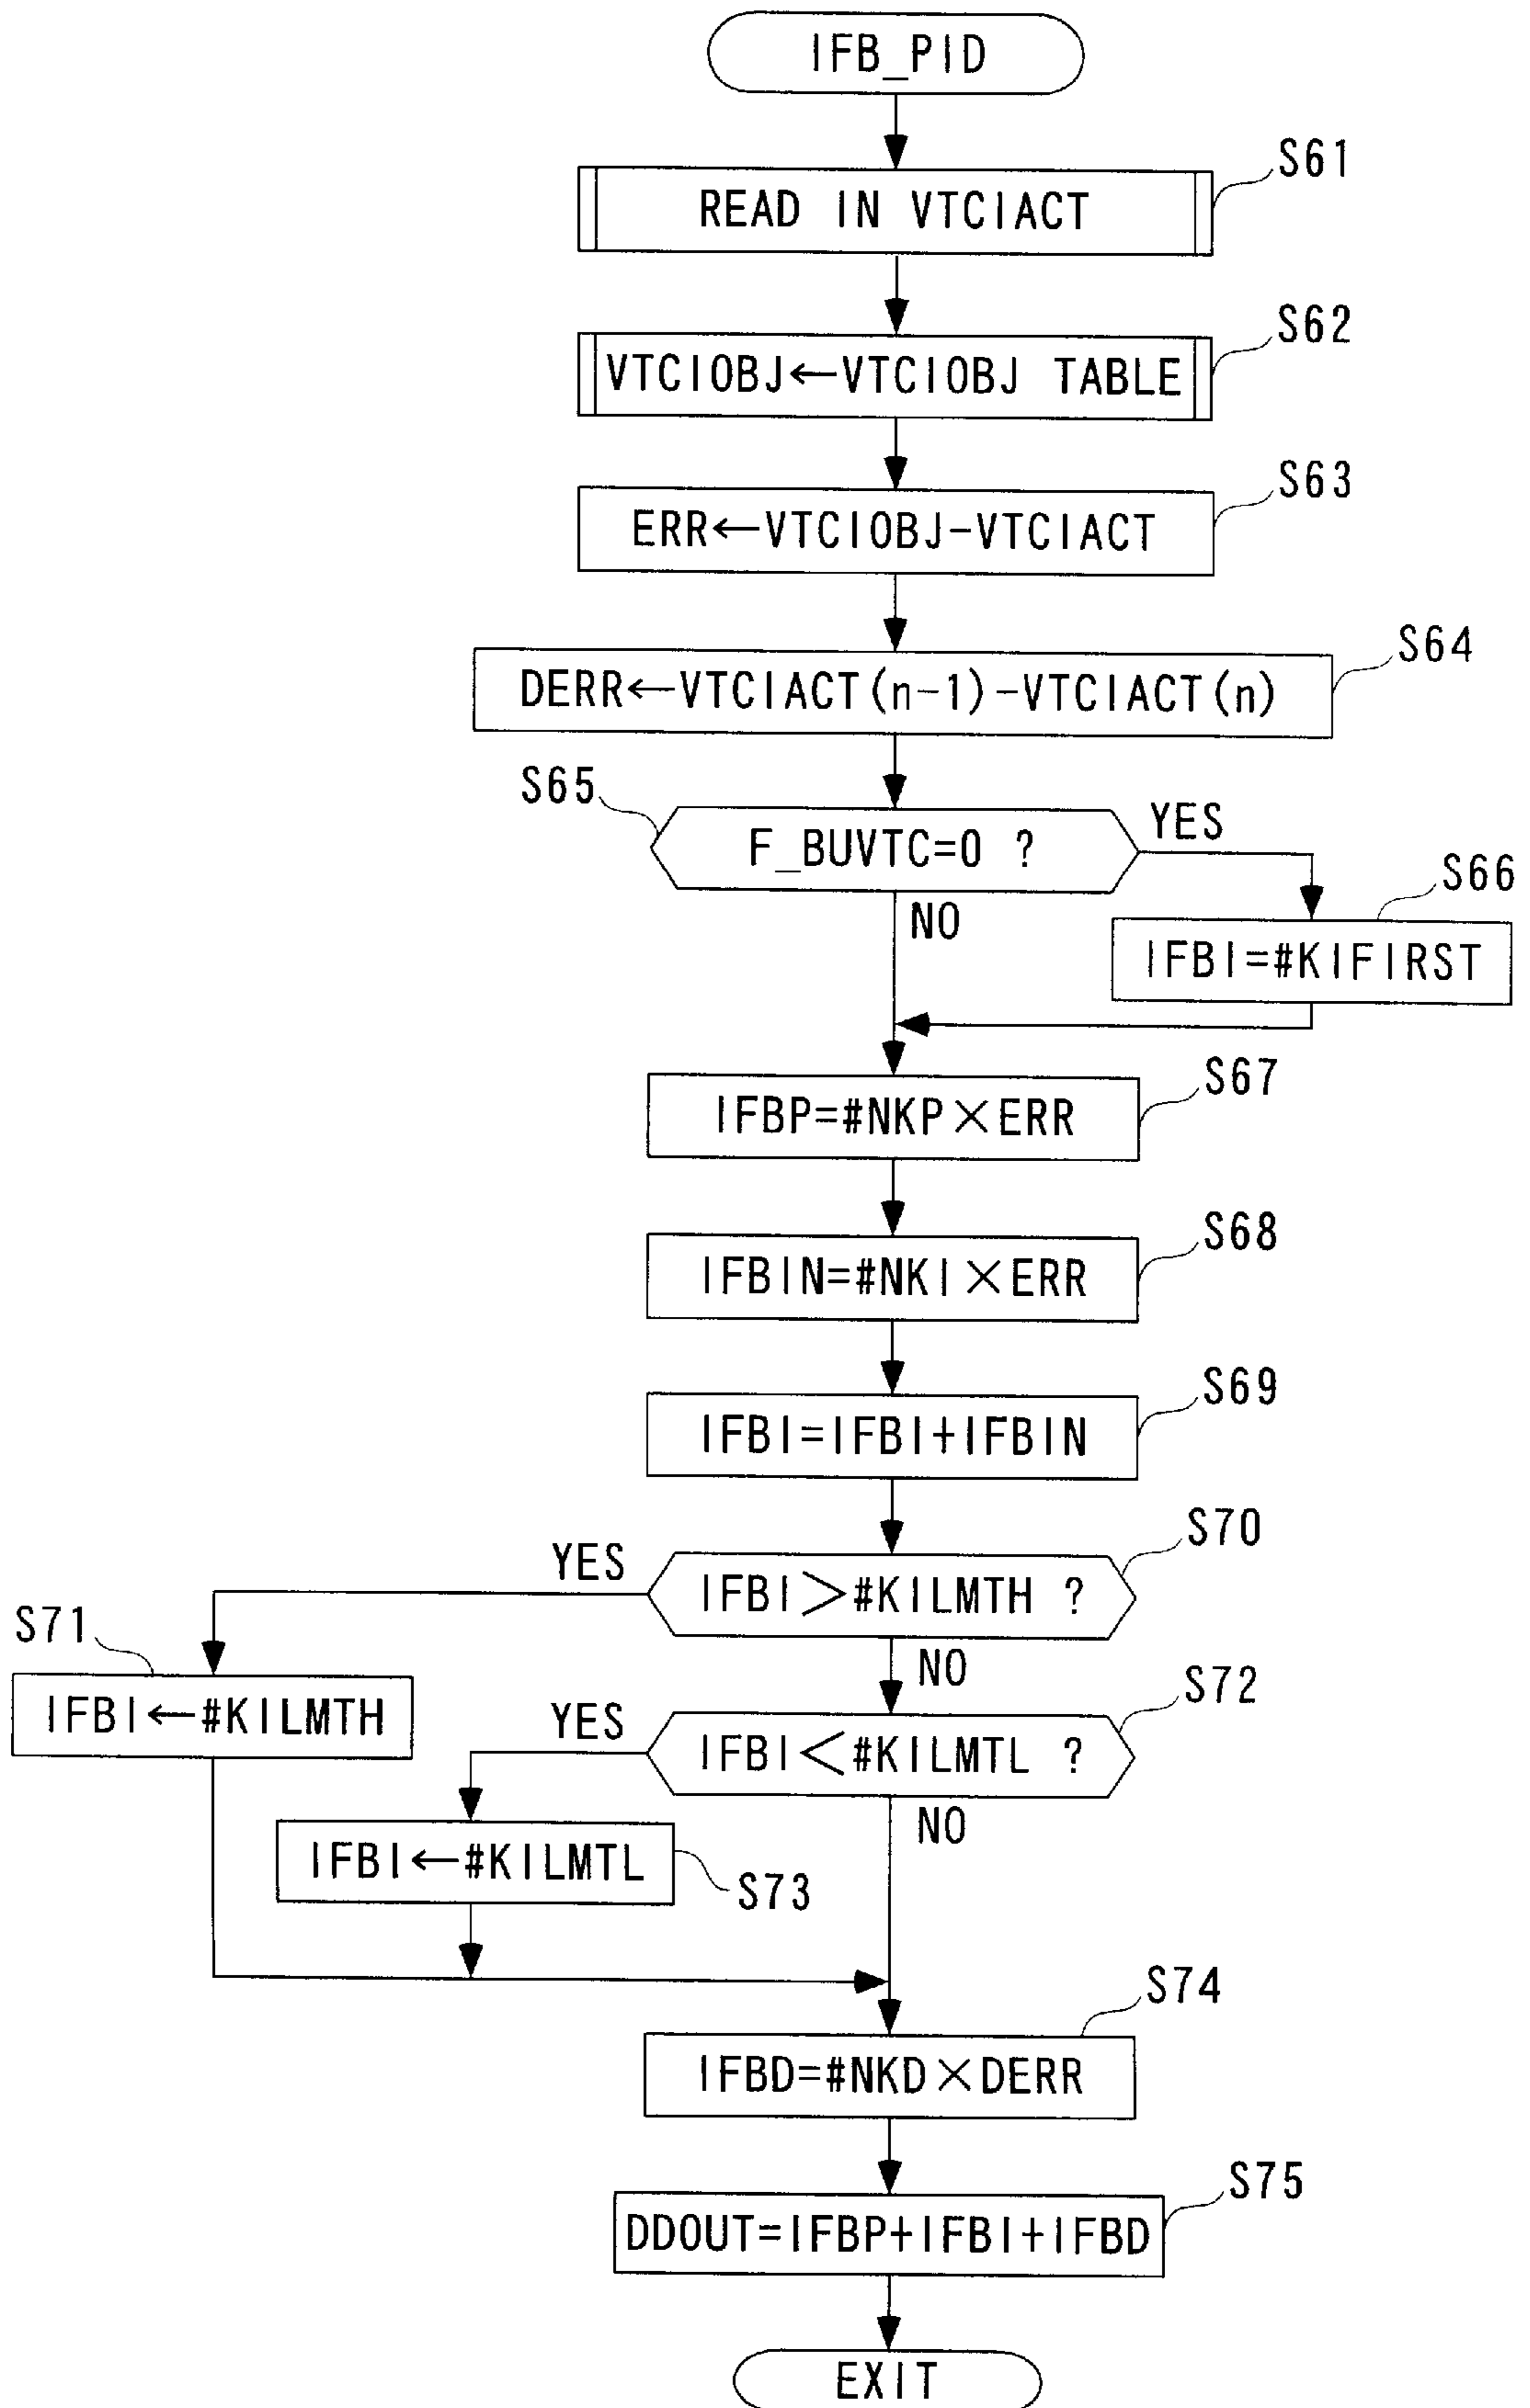 IFB_PID
S61
READ IN VTCIACT
S62
VTCIOBJ←VTCIOBJ TABLE
S63
ERR←VTCIOBJ-VTCIACT
S64
DERR←VTCIACT(n-1)-VTCIACT(n)
S65
F_BUVTC=0 ?
YES
NO
S66
IFBI=#KIFIRST
S67
IFBP=#NKP×ERR
S68
IFBIN=#NKI×ERR
S69
IFBI=IFBI+IFBIN
S70
IFBI>#KILMTH ?
YES
NO
S71
IFBI←#KILMTH
S72
IFBI<#KILMTL ?
YES
NO
IFBI←#KILMTL
S73
S74
IFBD=#NKD×DERR
S75
DDOUT=IFBP+IFBI+IFBD
EXIT